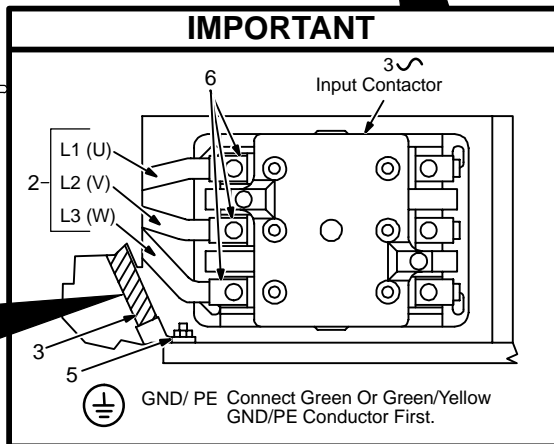 IMPORTANT
3
Input Contactor
6
L1 (U)
2
L2 (V)
L3 (W)
3
5
GND/ PE Connect Green Or Green/Yellow
GND/PE Conductor First.